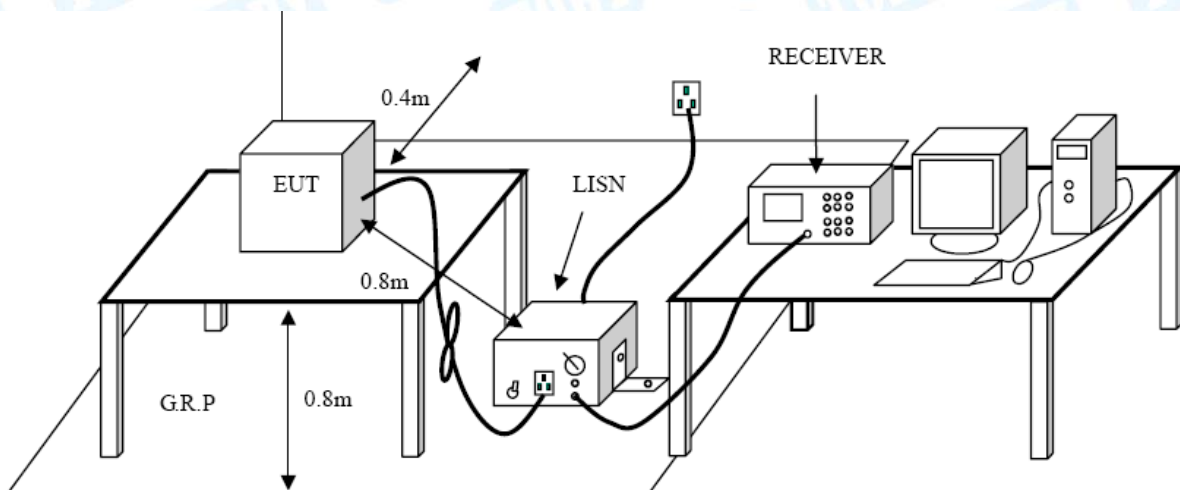 RECEIVER
0.4m
EUT
LISN
0.8m
G.R.P
0.8m